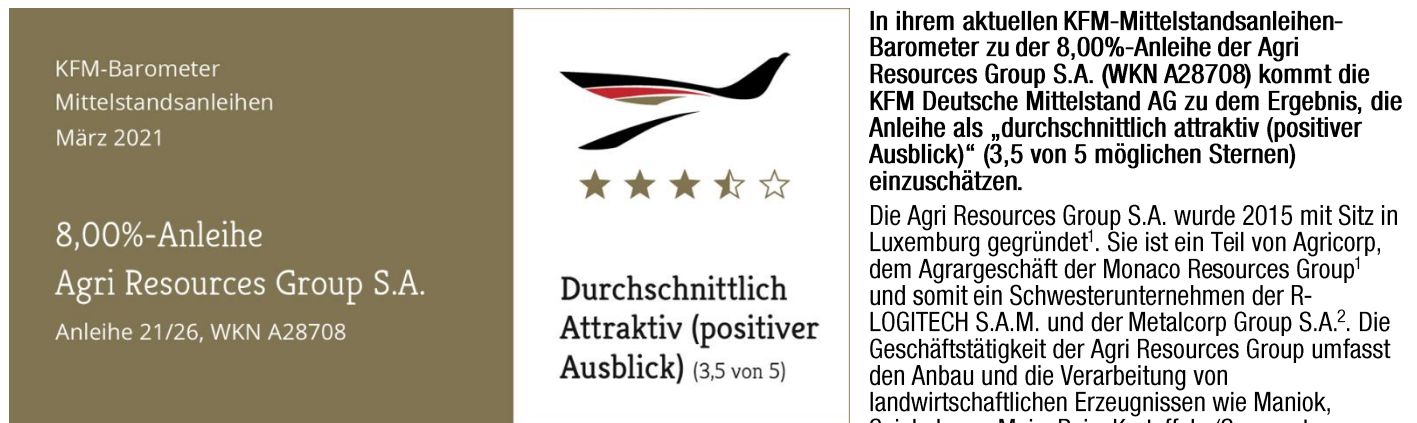 KFM-Barometer
Mittelstandsanleihen
März 2021
8,00%-Anleihe
Agri Resources Group S.A.
Anleihe 21/26, WKN A28708
Durchschnittlich
Attraktiv (positiver
Ausblick) (3,5 von 5)
In ihrem aktuellen KFM-Mittelstandsanleihen-
Barometer zu der 8,00%-Anleihe der Agri
Resources Group S.A. (WKN A28708) kommt die
KFM Deutsche Mittelstand AG zu dem Ergebnis, die
Anleihe als „durchschnittlich attraktiv (positiver
Ausblick)“ (3,5 von 5 möglichen Sternen)
einzuschätzen.
Die Agri Resources Group S.A. wurde 2015 mit Sitz in
Luxemburg gegründet¹. Sie ist ein Teil von Agricorp,
dem Agrargeschäft der Monaco Resources Group¹
und somit ein Schwesterunternehmen der R-
LOGITECH S.A.M. und der Metalcorp Group S.A.². Die
Geschäftstätigkeit der Agri Resources Group umfasst
den Anbau und die Verarbeitung von
landwirtschaftlichen Erzeugnissen wie Maniok,